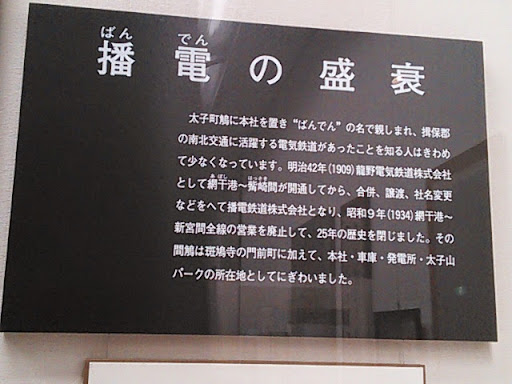 ばん でん
播電の盛衰
太子町鵤に本社を置き“ばんでん”の名で親しまれ、揖保郡
の南北交通に活躍する電気鉄道があったことを知る人はきわめ
て少なくなっています。明治42年(1909)龍野電気鉄道株式会社
あぼし はっさき
として網干港〜觜崎間が開通してから、合併、譲渡、社名変更
などをへて播電鉄道株式会社となり、昭和9年(1934)網干港〜
新宮間全線の営業を廃止して、25年の歴史を閉じました。その
間鵤は斑鳩寺の門前町に加えて、本社・車庫・発電所・太子山
パークの所在地としてにぎわいました。